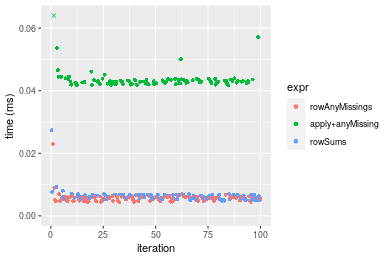 0.06
0.04
0.02
0.00
time (ms)
0
25
50
75
100
iteration
expr
rowAnyMissings
apply+anyMissing
rowSums